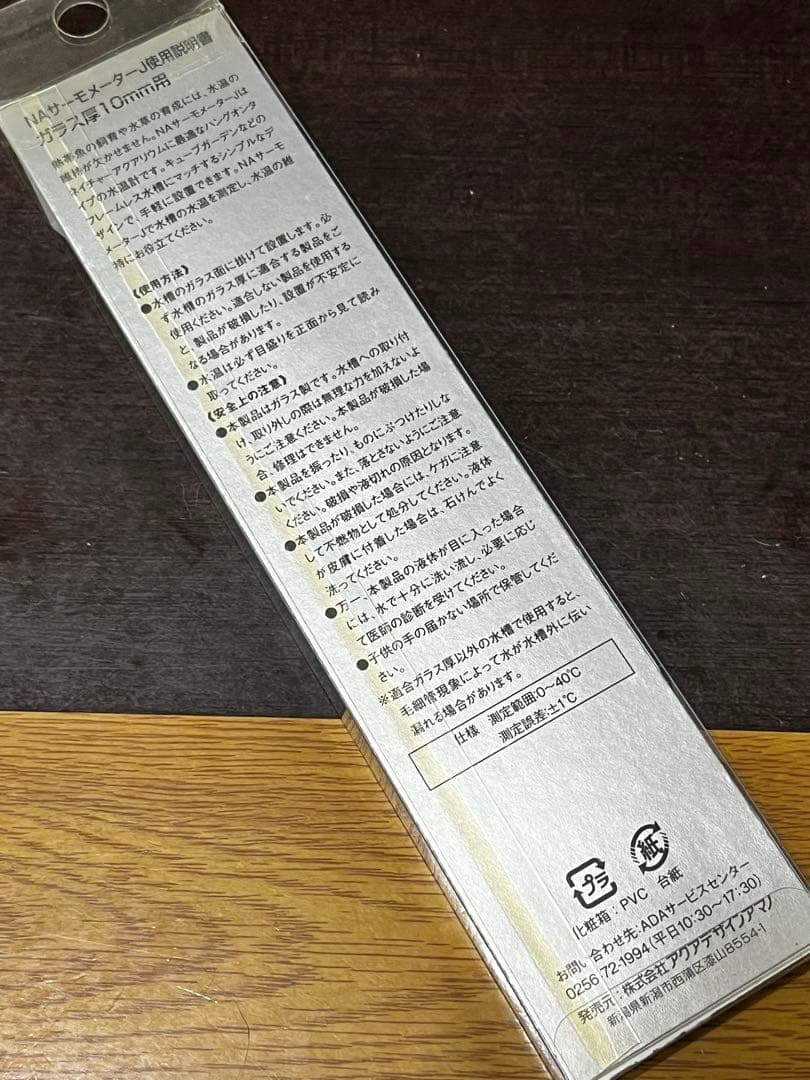 NAサーモメーターJ使用説明書
ガラス厚10mm用
熱帯魚の飼育や水草の育成には、水温の
維持が欠かせません。NAサーモメーターJは
ネイチャーアクアリウムに最適なハングオンタ
イプの水温計です。キューブガーデンなどの
フレームレス水槽にマッチするシンプルなデ
ザインで、手軽に設置できます。NAサーモ
メーターJで水槽の水温を測定し、水温の維
持にお役立てください。
《使用方法》
●水槽のガラス面に掛けて設置します。必
ず水槽のガラス厚に適合する製品をご
使用ください。適合しない製品を使用する
と、製品が破損したり、設置が不安定に
なる場合があります。
●水温は必ず目盛りを正面から見て読み
取ってください。
《安全上の注意》
●本製品はガラス製です。水槽への取り付
け、取り外しの際は無理な力を加えないよ
うにご注意ください。本製品が破損した場
合、修理はできません。
●本製品を振ったり、ものにぶつけたりしな
いでください。また、落とさないようにご注意
ください。破損や液切れの原因となります。
●本製品が破損した場合には、ケガに注意
して不燃物として処分してください。液体
が皮膚に付着した場合は、石けんでよく
洗ってください。
●万一、本製品の液体が目に入った場合
には、水で十分に洗い流し、必要に応じ
て医師の診断を受けてください。
●子供の手の届かない場所で保管してくだ
さい。
※適合ガラス厚以外の水槽で使用すると、
毛細管現象によって水が水槽外に伝い
漏れる場合があります。
仕様 測定範囲:0〜40℃
測定誤差:±1℃
プラ 紙
化粧箱:PVC 台紙
お問い合わせ先:ADAサービスセンター
0256-72-1994(平日10:30〜17:30)
発売元:株式会社アクアデザインアマノ
新潟県新潟市西蒲区漆山8554-1